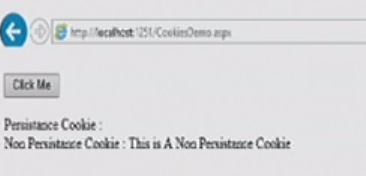 http://localhost:1251/CookiesDemo.aspx
Click Me
Persistance Cookie :
Non Persistance Cookie : This is A Non Persistance Cookie